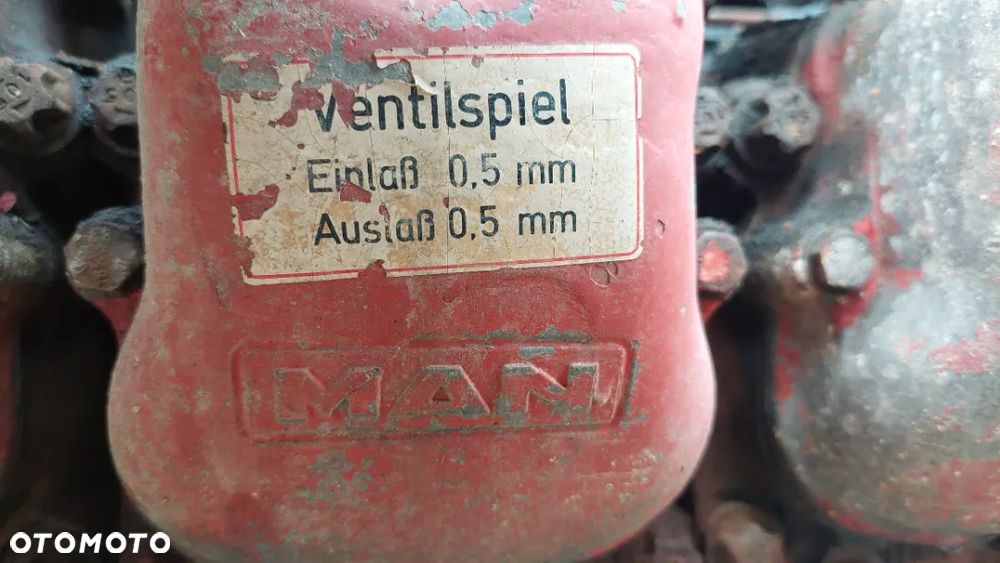 Ventilspiel
Einlaß 0,5 mm
Auslaß 0,5 mm
MAN
OTOMOTO